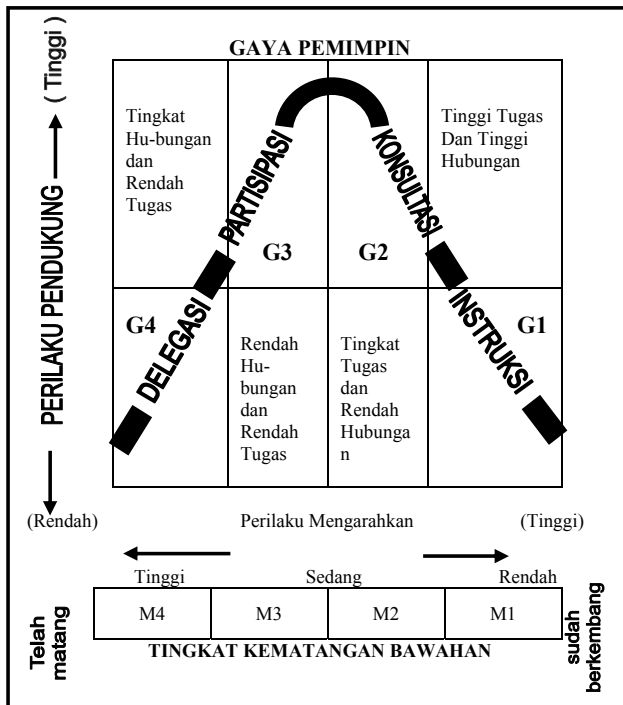 GAYA PEMIMPIN
( Tinggi )
PERILAKU PENDUKUNG
Tingkat
Hu-bungan
dan
Rendah
Tugas
PARTISIPASI
KONSULTASI
Tinggi Tugas
Dan Tinggi
Hubungan
G3
G2
G4
DELEGASI
Rendah
Hu-
bungan
dan
Rendah
Tugas
Tingkat
Tugas
dan
Rendah
Hubunga
n
INSTRUKSI
G1
(Rendah)
Perilaku Mengarahkan
(Tinggi)
Tinggi
Sedang
Rendah
Telah
matang
M4
M3
M2
M1
sudah
berkembang
TINGKAT KEMATANGAN BAWAHAN